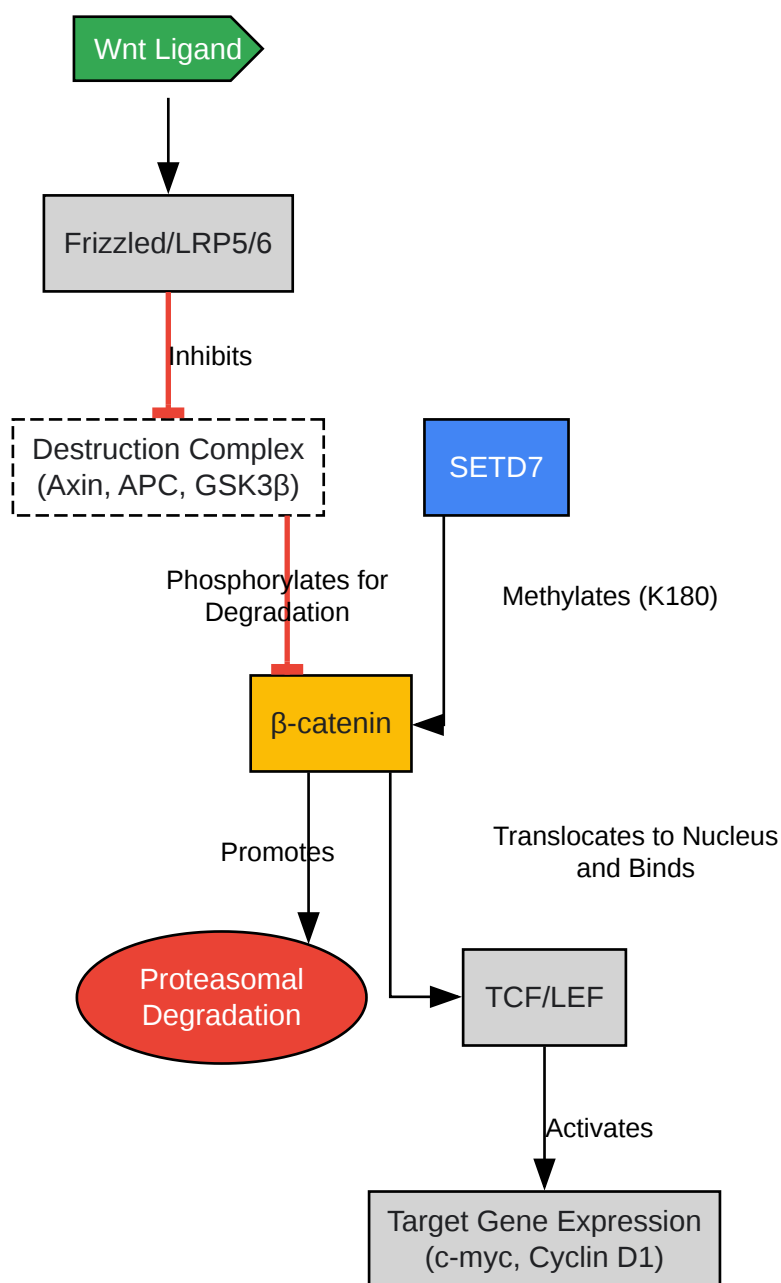 Wnt Ligand
Frizzled/LRP5/6
Inhibits
Destruction Complex
(Axin, APC, GSK3β)
SETD7
Phosphorylates for
Degradation
Methylates (K180)
β-catenin
Promotes
Translocates to Nucleus
and Binds
Proteasomal
Degradation
TCF/LEF
Activates
Target Gene Expression
(c-myc, Cyclin D1)